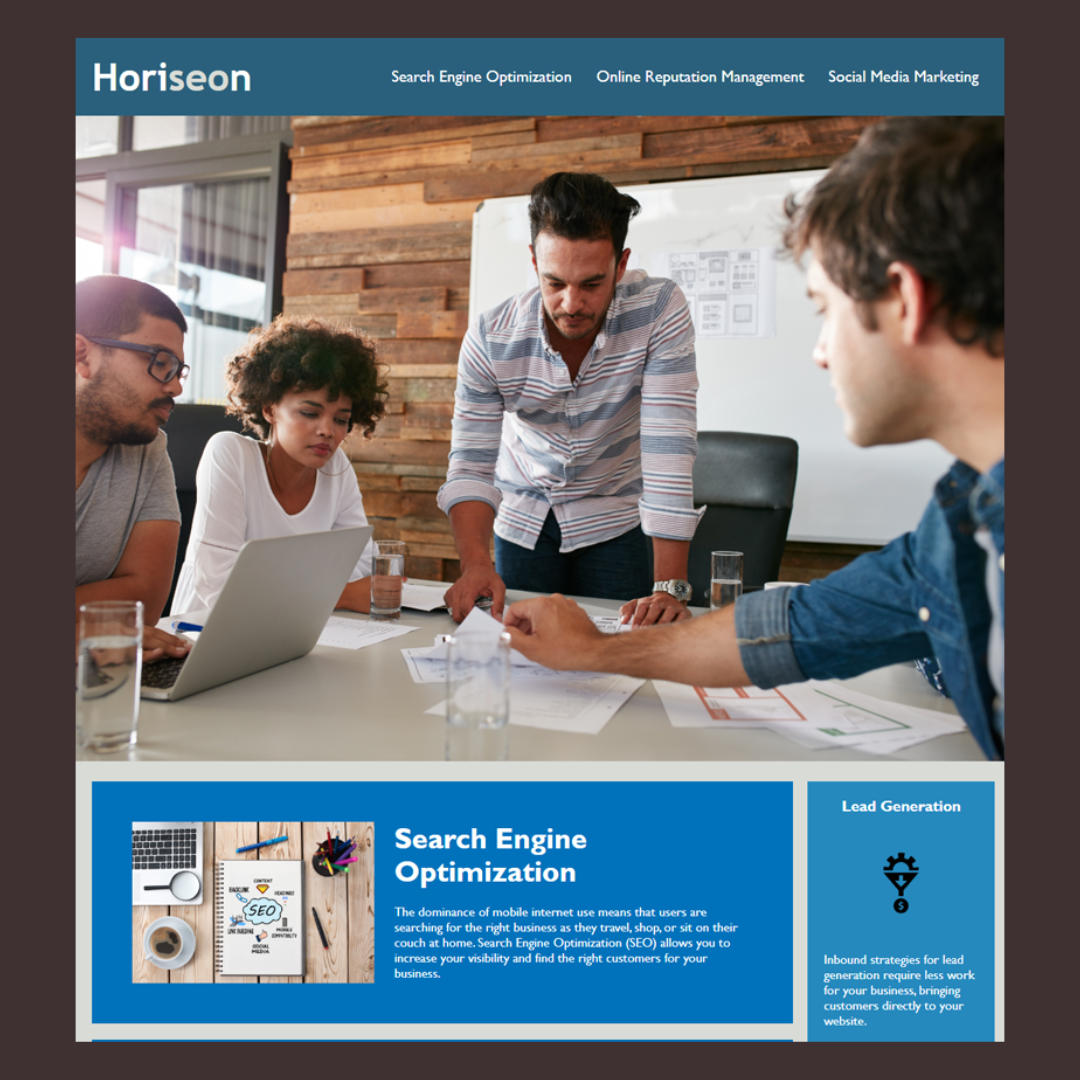 Horiseon
Search Engine Optimization Online Reputation Management Social Media Marketing
Search Engine
Optimization
The dominance of mobile internet use means that users are
searching for the right business as they travel, shop, or sit on their
couch at home. Search Engine Optimization (SEO) allows you to
increase your visibility and find the right customers for your
business.
CONTENT
BACKLINK
KEYWORDS
SEO
LINK BUILDING
MOBILE
COMPATIBILITY
SOCIAL
MEDIA
Lead Generation
$
Inbound strategies for lead
generation require less work
for your business, bringing
customers directly to your
website.